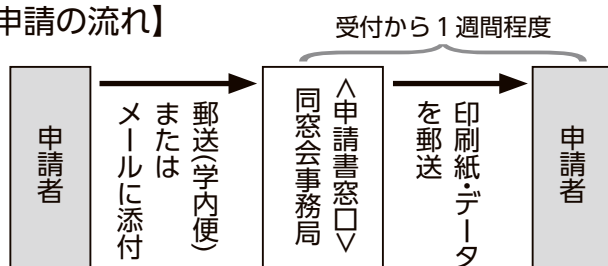 申請の流れ】
受付から１週間程度
申請者
郵送(学内便)
または
メールに添付
<申請書窓口>
同窓会事務局
印刷紙・データ
を郵送
申請者